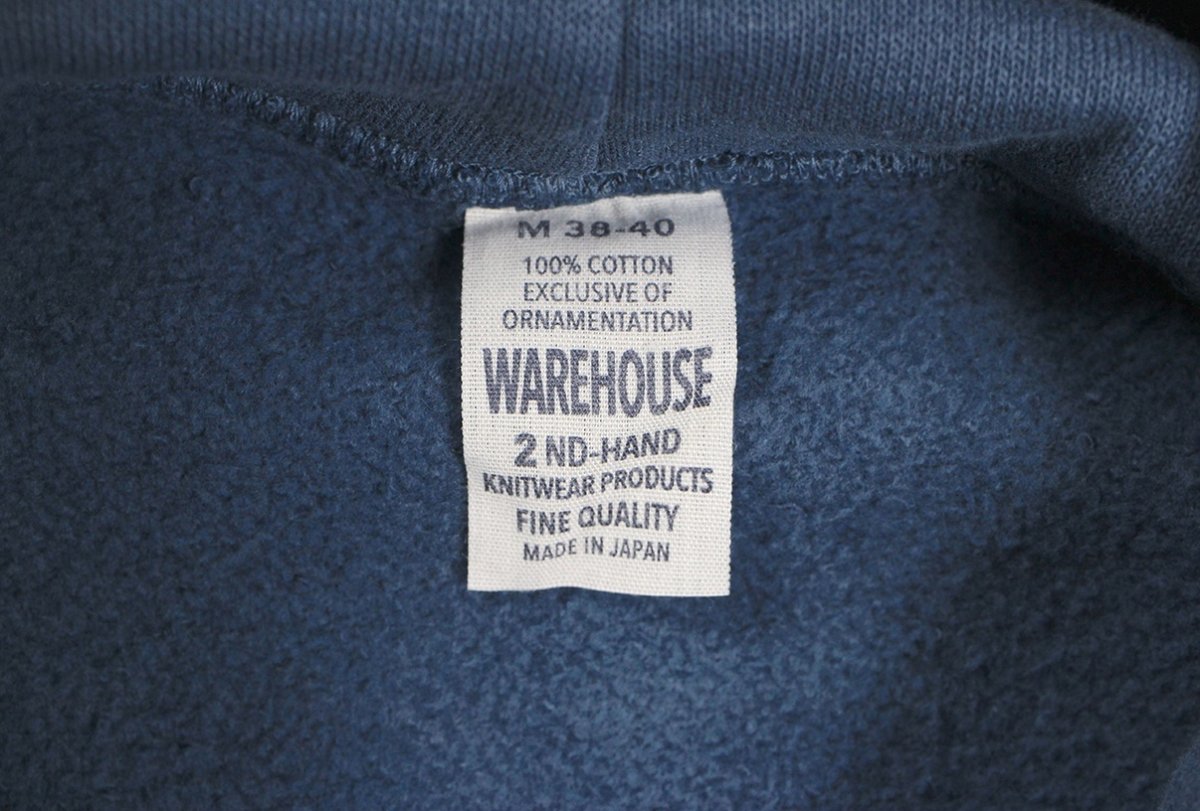 M 38-40
100% COTTON
EXCLUSIVE OF
ORNAMENTATION
WAREHOUSE
2 ND-HAND
KNITWEAR PRODUCTS
FINE QUALITY
MADE IN JAPAN